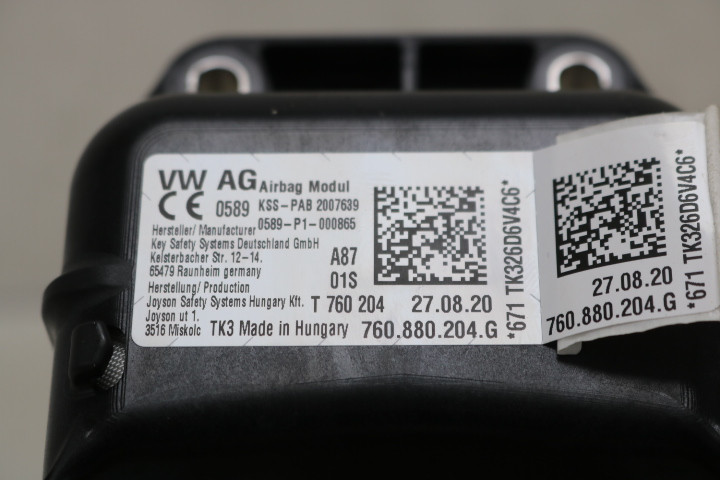 VW AG Airbag Modul
CE 0589 KSS-PAB 2007639
0589-P1-000865
Hersteller/ Manufacturer
Key Safety Systems Deutschland GmbH
Kelsterbacher Str. 12-14.
65479 Raunheim germany
A87
01S
Herstellung/ Production
Joyson Safety Systems Hungary Kft. T 760 204 27.08.20
Joyson ut 1.
3516 Miskolc TK3 Made in Hungary 760.880.204.G
*671 TK326D6V4C6*
27.08.20
760.880.204.G
*671 TK326D6V4C6*